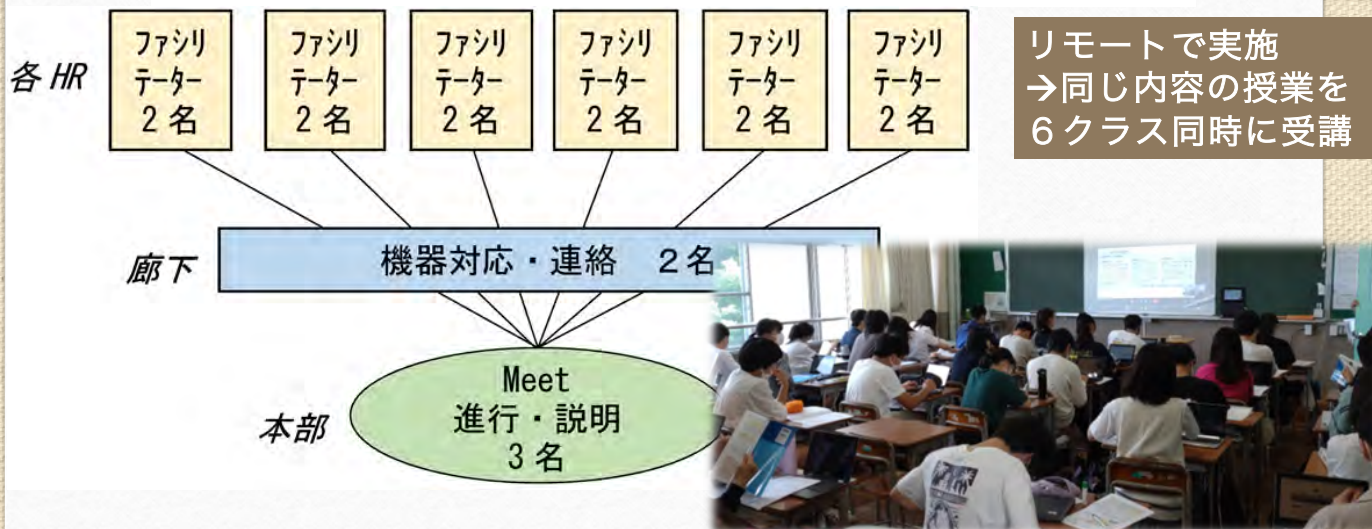 各HR
ﾌｧｼﾘ
ﾃｰﾀｰ
２名
ﾌｧｼﾘ
ﾃｰﾀｰ
２名
ﾌｧｼﾘ
ﾃｰﾀｰ
２名
ﾌｧｼﾘ
ﾃｰﾀｰ
２名
ﾌｧｼﾘ
ﾃｰﾀｰ
２名
ﾌｧｼﾘ
ﾃｰﾀｰ
２名
リモートで実施
→同じ内容の授業を
６クラス同時に受講
廊下
機器対応・連絡　２名
本部
Meet
進行・説明
３名